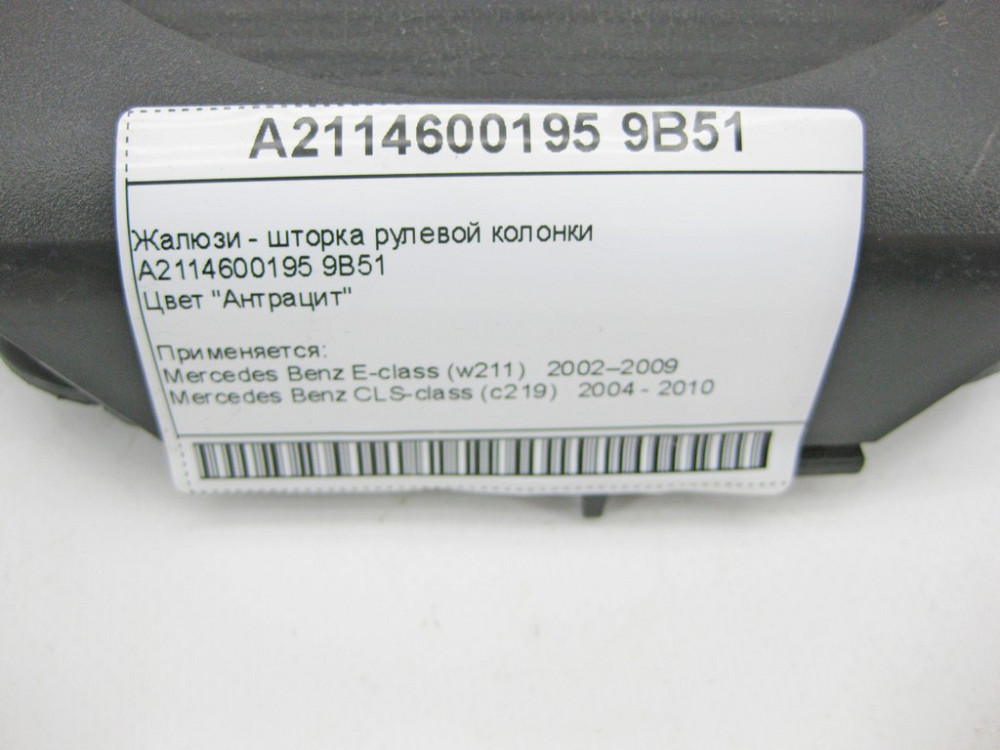 A2114600195 9B51
Жалюзи - шторка рулевой колонки
A2114600195 9B51
Цвет "Антрацит"
Применяется:
Mercedes Benz E-class (w211) 2002–2009
Mercedes Benz CLS-class (c219) 2004 - 2010